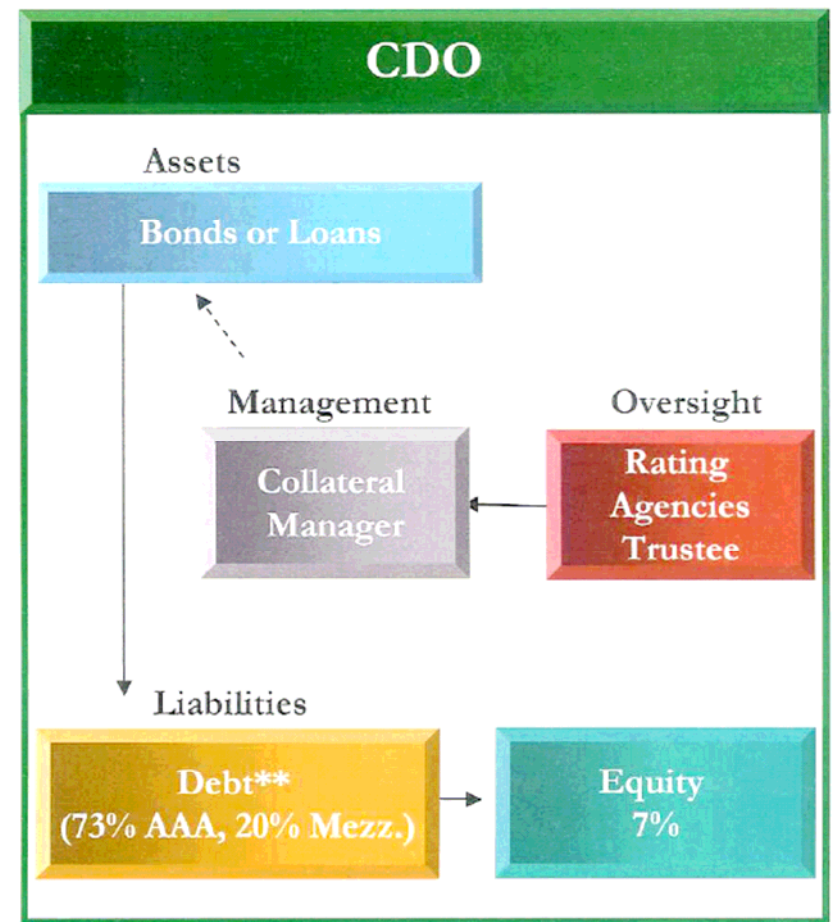 CDO
Assets
Bonds or Loans
Management
Collateral
Manager
Oversight
Rating
Agencies
Trustee
Liabilities
Debt**
(73% AAA, 20% Mezz.)
Equity
7%